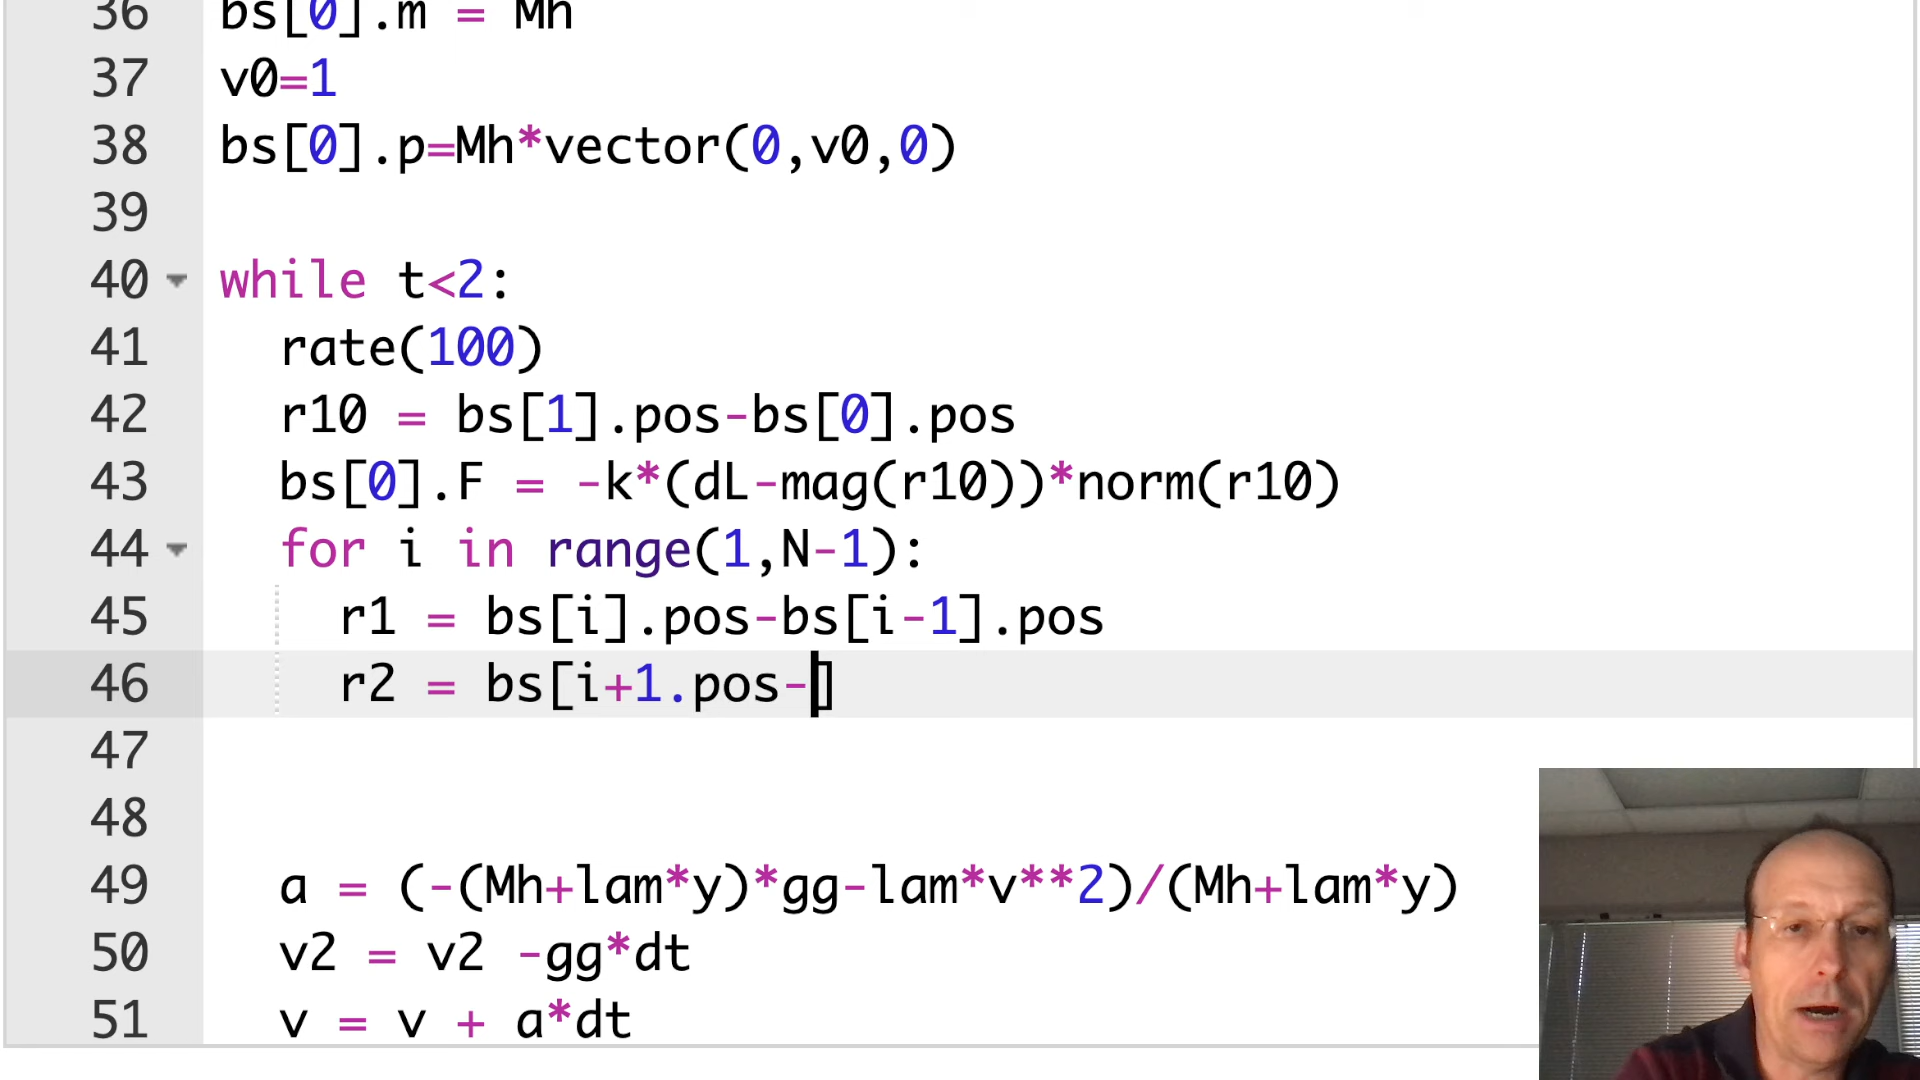 36 bs[0].m = Mh
37 v0=1
38 bs[0].p=Mh*vector(0,v0,0)
39
40 while t<2:
41 rate(100)
42 r10 = bs[1].pos-bs[0].pos
43 bs[0].F = -k*(dL-mag(r10))*norm(r10)
44 for i in range(1,N-1):
45 r1 = bs[i].pos-bs[i-1].pos
46 r2 = bs[i+1.pos-]
47
48
49 a = (-(Mh+lam*y)*gg-lam*v**2)/(Mh+lam*y)
50 v2 = v2 -gg*dt
51 v = v + a*dt